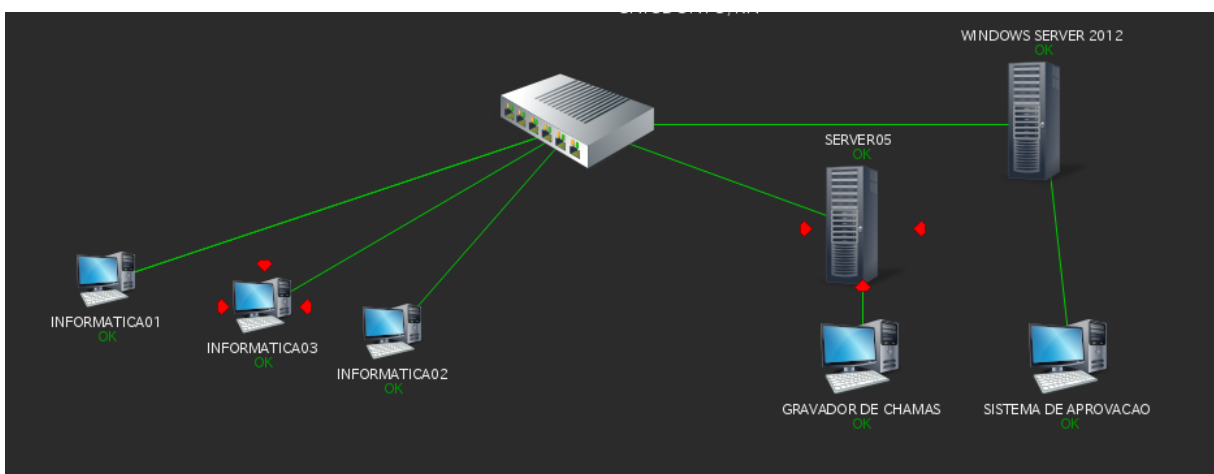 WINDOWS SERVER 2012
OK
SERVER05
OK
INFORMATICA01
OK
INFORMATICA03
OK
INFORMATICA02
OK
GRAVADOR DE CHAMAS
OK
SISTEMA DE APROVACAO
OK